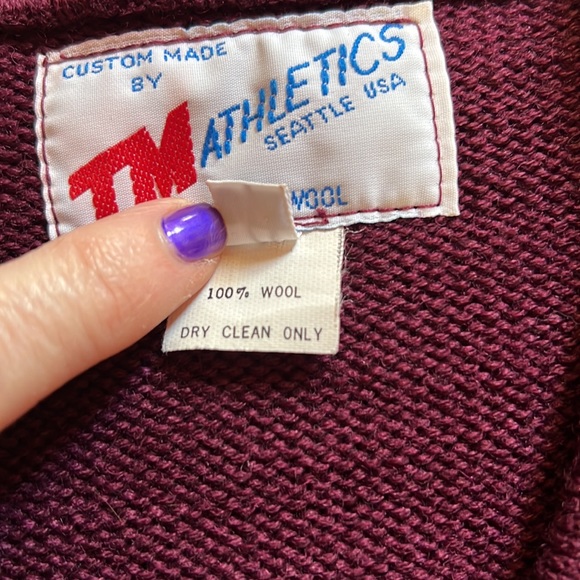 CUSTOM MADE
BY
TM ATHLETICS
SEATTLE USA
WOOL
100% WOOL
DRY CLEAN ONLY